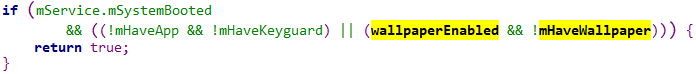 if (mService.mSystemBooted
&& ((!mHaveApp && !mHaveKeyguard) || (wallpaperEnabled && !mHaveWallpaper))) {
return true;
}